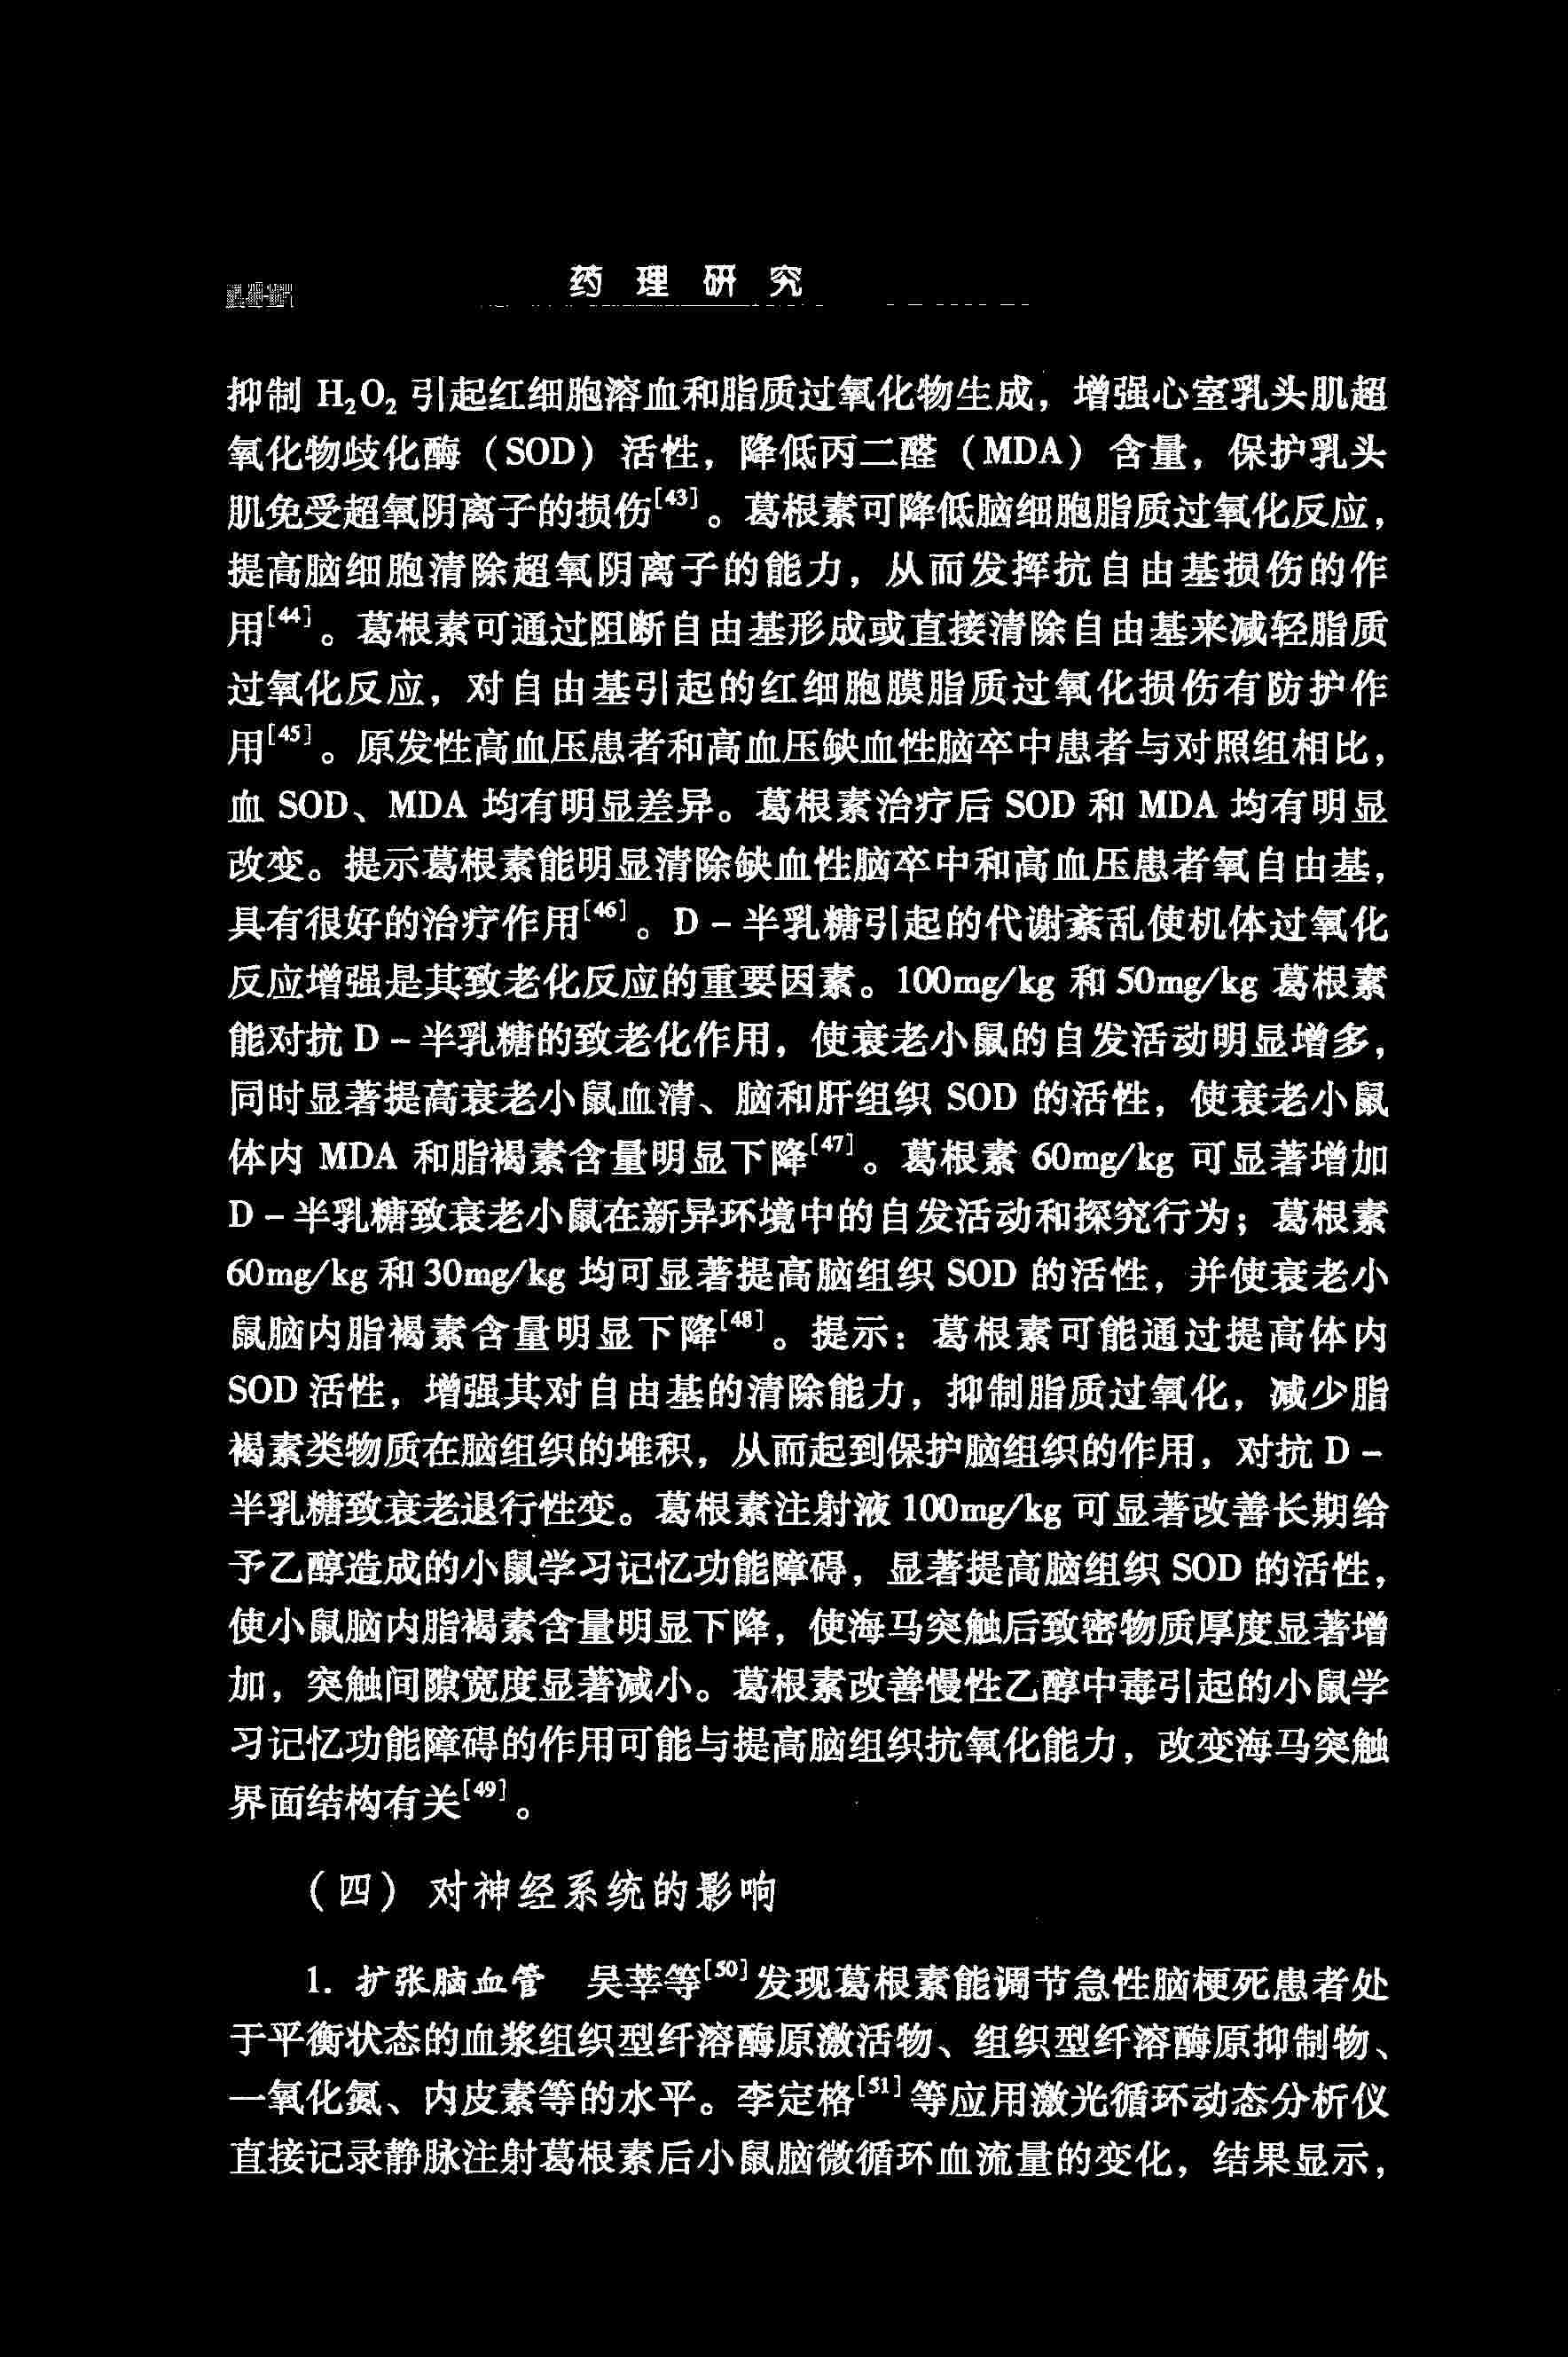 药理研究
抑制 H₂O₂ 引起红细胞溶血和脂质过氧化物生成，增强心室乳头肌超
氧化物歧化酶（SOD）活性，降低丙二醛（MDA）含量，保护乳头
肌免受超氧阴离子的损伤[43]。葛根素可降低脑细胞脂质过氧化反应，
提高脑细胞清除超氧阴离子的能力，从而发挥抗自由基损伤的作
用[44]。葛根素可通过阻断自由基形成或直接清除自由基来减轻脂质
过氧化反应，对自由基引起的红细胞膜脂质过氧化损伤有防护作
用[45]。原发性高血压患者和高血压缺血性脑卒中患者与对照组相比，
血 SOD、MDA 均有明显差异。葛根素治疗后 SOD 和 MDA 均有明显
改变。提示葛根素能明显清除缺血性脑卒中和高血压患者氧自由基，
具有很好的治疗作用[46]。D－半乳糖引起的代谢紊乱使机体过氧化
反应增强是其致老化反应的重要因素。100mg/kg 和 50mg/kg 葛根素
能对抗 D－半乳糖的致老化作用，使衰老小鼠的自发活动明显增多，
同时显著提高衰老小鼠血清、脑和肝组织 SOD 的活性，使衰老小鼠
体内 MDA 和脂褐素含量明显下降[47]。葛根素 60mg/kg 可显著增加
D－半乳糖致衰老小鼠在新异环境中的自发活动和探究行为；葛根素
60mg/kg 和 30mg/kg 均可显著提高脑组织 SOD 的活性，并使衰老小
鼠脑内脂褐素含量明显下降[48]。提示：葛根素可能通过提高体内
SOD 活性，增强其对自由基的清除能力，抑制脂质过氧化，减少脂
褐素类物质在脑组织的堆积，从而起到保护脑组织的作用，对抗 D－
半乳糖致衰老退行性变。葛根素注射液 100mg/kg 可显著改善长期给
予乙醇造成的小鼠学习记忆功能障碍，显著提高脑组织 SOD 的活性，
使小鼠脑内脂褐素含量明显下降，使海马突触后致密物质厚度显著增
加，突触间隙宽度显著减小。葛根素改善慢性乙醇中毒引起的小鼠学
习记忆功能障碍的作用可能与提高脑组织抗氧化能力，改变海马突触
界面结构有关[49]。
（四）对神经系统的影响
1. 扩张脑血管　吴莘等[50]发现葛根素能调节急性脑梗死患者处
于平衡状态的血浆组织型纤溶酶原激活物、组织型纤溶酶原抑制物、
一氧化氮、内皮素等的水平。李定格[51]等应用激光循环动态分析仪
直接记录静脉注射葛根素后小鼠脑微循环血流量的变化，结果显示，